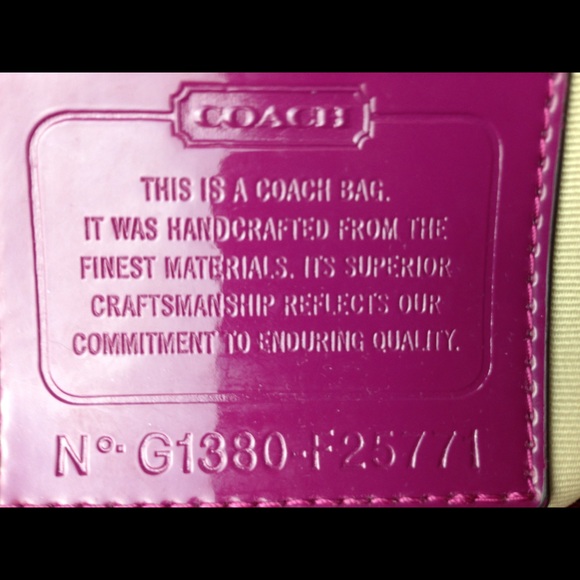 COACH
THIS IS A COACH BAG.
IT WAS HANDCRAFTED FROM THE
FINEST MATERIALS. ITS SUPERIOR
CRAFTSMANSHIP REFLECTS OUR
COMMITMENT TO ENDURING QUALITY.
Nº· G1380-F25771